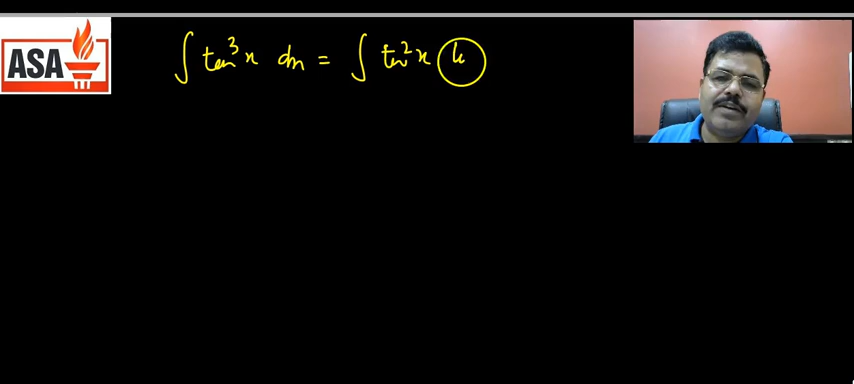 ASA
∫ tan³x dx = ∫ tan²x